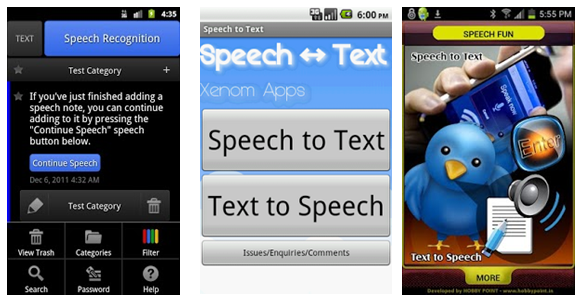 4:35
TEXT
Speech Recognition
Test Category +
If you've just finished adding a
speech note, you can continue
adding to it by pressing the
"Continue Speech" speech
button below.
Continue Speech
Dec 6, 2011 4:32 AM
Test Category
View Trash
Categories
Filter
Search
Password
Help
6:00 PM
Speech to Text
Speech ↔ Text
Xenom Apps
Speech to Text
Text to Speech
Issues/Enquiries/Comments
5:55 PM
SPEECH FUN
Speech to Text
Speak now
Enter
Text to Speech
MORE
Developed by HOBBY POINT - www.hobbypoint.in